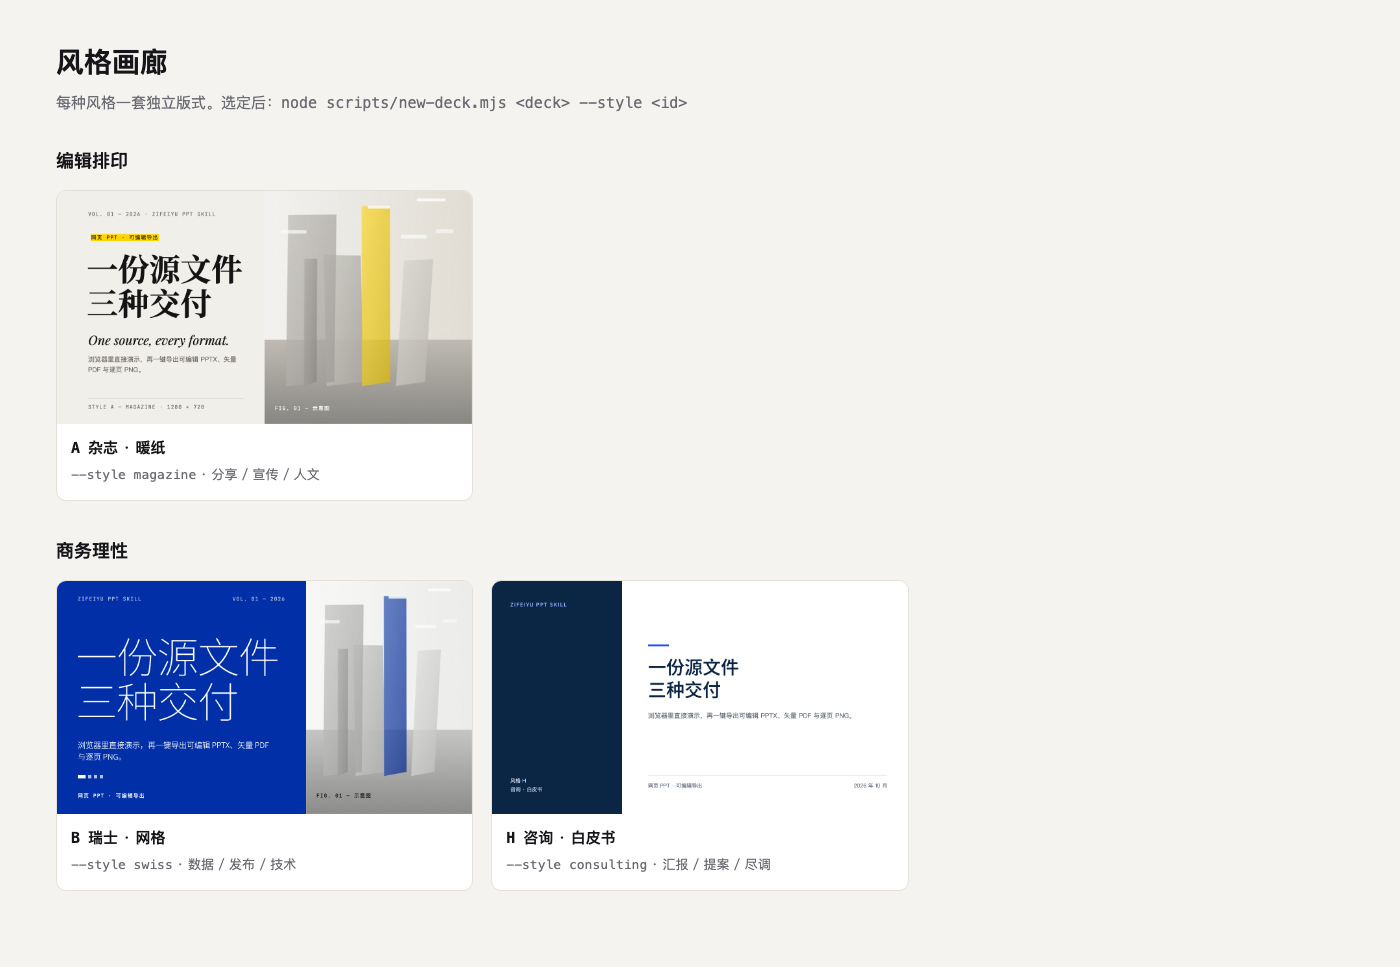 风格画廊
每种风格一套独立版式。选定后：node scripts/new-deck.mjs <deck> --style <id>
编辑排印
VOL. 01 — 2026 · ZIFEIYU PPT SKILL
网页 PPT · 可编辑导出
一份源文件
三种交付
One source, every format.
浏览器里直接演示，再一键导出可编辑 PPTX、矢量
PDF 与逐页 PNG。
STYLE A — MAGAZINE · 1280 × 720
FIG. 01 — 示意图
A 杂志 · 暖纸
--style magazine · 分享 / 宣传 / 人文
商务理性
ZIFEIYU PPT SKILL
VOL. 01 — 2026
一份源文件
三种交付
浏览器里直接演示，再一键导出可编辑 PPTX、矢量 PDF
与逐页 PNG。
网页 PPT · 可编辑导出
FIG. 01 — 示意图
B 瑞士 · 网格
--style swiss · 数据 / 发布 / 技术
ZIFEIYU PPT SKILL
一份源文件
三种交付
浏览器里直接演示，再一键导出可编辑 PPTX、矢量 PDF 与逐页 PNG。
风格 H
咨询 · 白皮书
网页 PPT · 可编辑导出
2026 年 10 月
H 咨询 · 白皮书
--style consulting · 汇报 / 提案 / 尽调